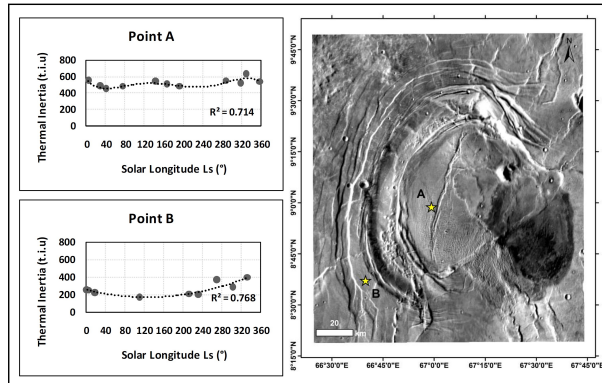 Point A
Thermal Inertia (t.i.u)
800
600
400
200
0
R² = 0.714
0 40 80 120 160 200 240 280 320 360
Solar Longitude Ls (°)
Point B
Thermal Inertia (t.i.u)
800
600
400
200
0
R² = 0.768
0 40 80 120 160 200 240 280 320 360
Solar Longitude Ls (°)
N
9°45'0"N
9°30'0"N
9°15'0"N
9°0'0"N
8°45'0"N
8°30'0"N
8°15'0"N
A
B
20
km
66°30'0"E 66°45'0"E 67°0'0"E 67°15'0"E 67°30'0"E 67°45'0"E